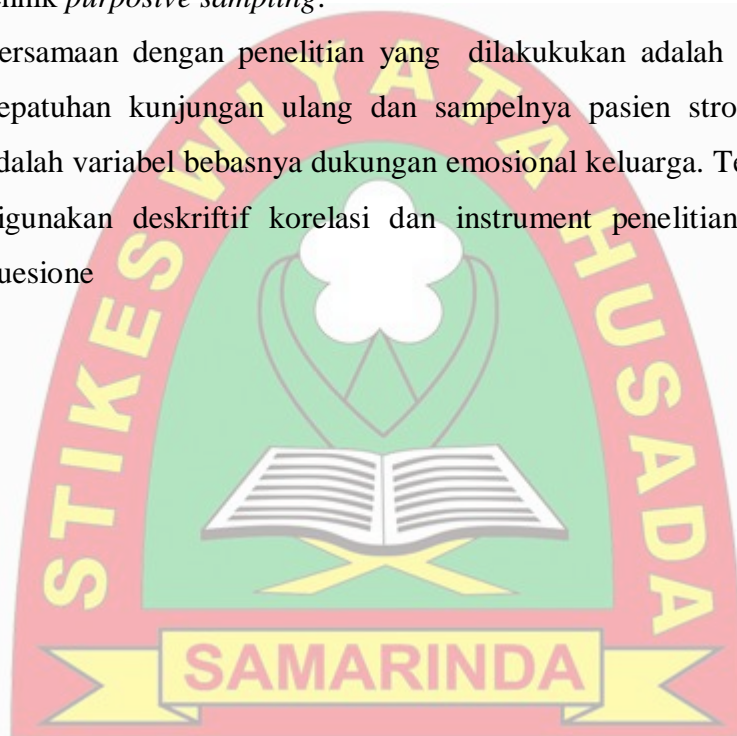 purposive sampling.
ersamaan dengan penelitian yang dilakukukan adalah
epatuhan kunjungan ulang dan sampelnya pasien stro
dalah variabel bebasnya dukungan emosional keluarga. Te
igunakan deskriftif korelasi dan instrument penelitian
uesione
STIKES WIYATA HUSADA
SAMARINDA